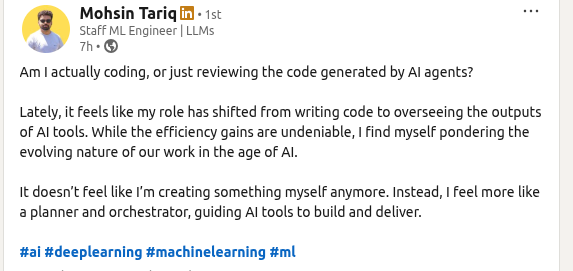 Mohsin Tariq in • 1st
Staff ML Engineer | LLMs
7h •
Am I actually coding, or just reviewing the code generated by AI agents?
Lately, it feels like my role has shifted from writing code to overseeing the outputs
of AI tools. While the efficiency gains are undeniable, I find myself pondering the
evolving nature of our work in the age of AI.
It doesn’t feel like I’m creating something myself anymore. Instead, I feel more like
a planner and orchestrator, guiding AI tools to build and deliver.
#ai #deeplearning #machinelearning #ml